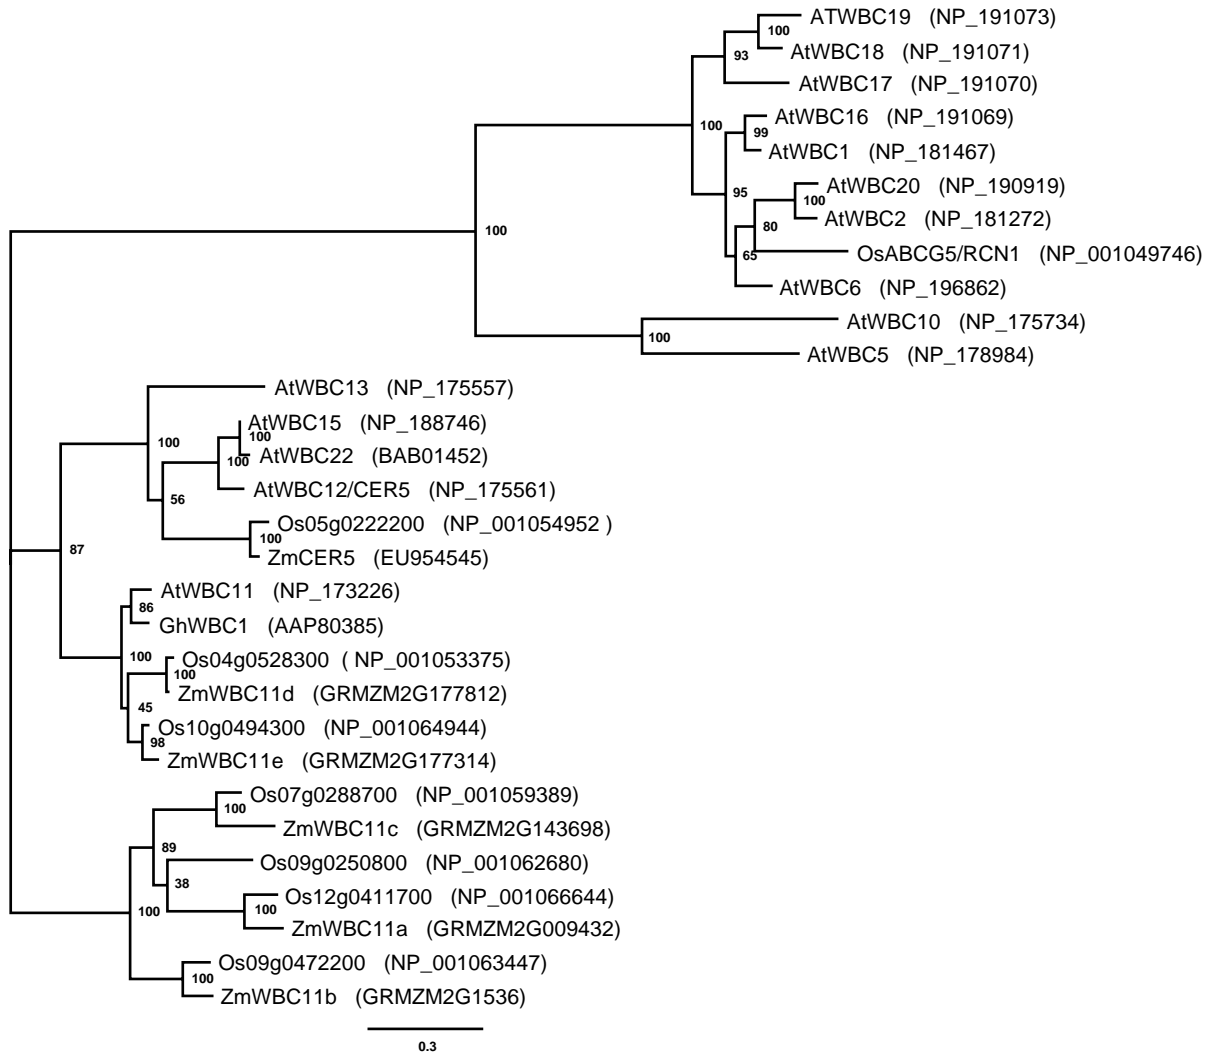 ATWBC19 (NP_191073)
100
AtWBC18 (NP_191071)
93
AtWBC17 (NP_191070)
AtWBC16 (NP_191069)
100
99
AtWBC1 (NP_181467)
AtWBC20 (NP_190919)
95
100
AtWBC2 (NP_181272)
80
100
OsABCG5/RCN1 (NP_001049746)
65
AtWBC6 (NP_196862)
AtWBC10 (NP_175734)
100
AtWBC5 (NP_178984)
AtWBC13 (NP_175557)
AtWBC15 (NP_188746)
100
100
AtWBC22 (BAB01452)
100
AtWBC12/CER5 (NP_175561)
56
Os05g0222200 (NP_001054952 )
100
87
ZmCER5 (EU954545)
AtWBC11 (NP_173226)
86
GhWBC1 (AAP80385)
100
Os04g0528300 ( NP_001053375)
100
ZmWBC11d (GRMZM2G177812)
45
Os10g0494300 (NP_001064944)
98
ZmWBC11e (GRMZM2G177314)
Os07g0288700 (NP_001059389)
100
ZmWBC11c (GRMZM2G143698)
89
Os09g0250800 (NP_001062680)
38
Os12g0411700 (NP_001066644)
100
100
ZmWBC11a (GRMZM2G009432)
Os09g0472200 (NP_001063447)
100
ZmWBC11b (GRMZM2G1536)
0.3